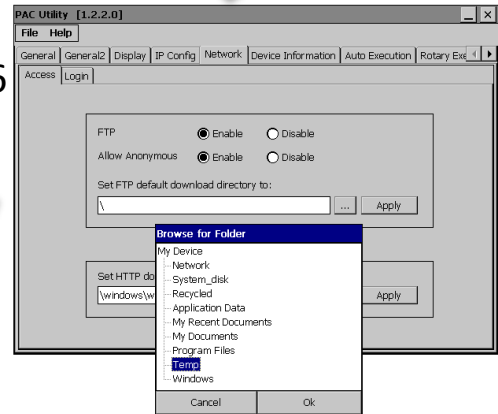 PAC Utility [1.2.2.0]
File Help
General General2 Display IP Config Network Device Information Auto Execution Rotary Exe
Access Login
6
FTP Enable Disable
Allow Anonymous Enable Disable
Set FTP default download directory to:
\ ... Apply
Browse for Folder
My Device
Network
System_disk
Recycled
Application Data
My Recent Documents
My Documents
Program Files
Temp
Windows
Cancel Ok
Set HTTP do
\windows\w Apply